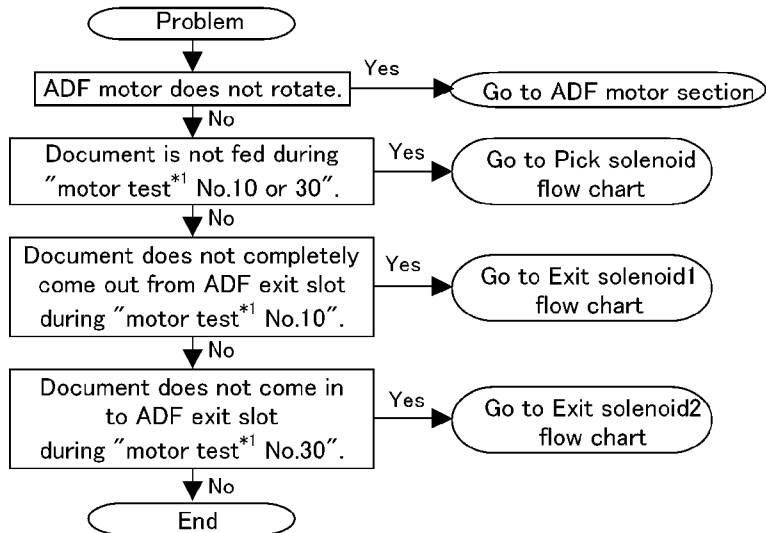 Problem
ADF motor does not rotate.
Yes
Go to ADF motor section
No
Document is not fed during
"motor test*1 No.10 or 30".
Yes
Go to Pick solenoid
flow chart
No
Document does not completely
come out from ADF exit slot
during "motor test*1 No.10".
Yes
Go to Exit solenoid1
flow chart
No
Document does not come in
to ADF exit slot
during "motor test*1 No.30".
Yes
Go to Exit solenoid2
flow chart
No
End